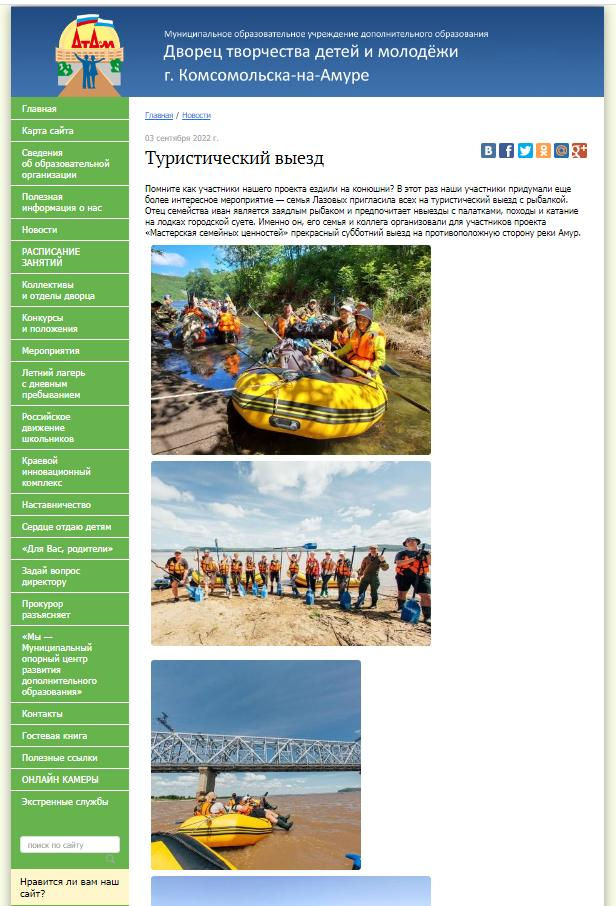 ДТДиМ
Муниципальное образовательное учреждение дополнительного образования
Дворец творчества детей и молодёжи
г. Комсомольска-на-Амуре
Главная
Карта сайта
Сведения
об образовательной
организации
Полезная
информация о нас
Новости
РАСПИСАНИЕ
ЗАНЯТИЙ
Коллективы
и отделы дворца
Конкурсы
и положения
Мероприятия
Летний лагерь
с дневным
пребыванием
Российское
движение
школьников
Краевой
инновационный
комплекс
Наставничество
Сердце отдаю детям
«Для Вас, родители»
Задай вопрос
директору
Прокурор
разъясняет
«Мы —
Муниципальный
опорный центр
развития
дополнительного
образования»
Контакты
Гостевая книга
Полезные ссылки
ОНЛАЙН КАМЕРЫ
Экстренные службы
поиск по сайту
Нравится ли вам наш
сайт?
Главная / Новости
03 сентября 2022 г.
Туристический выезд
Помните как участники нашего проекта ездили на конюшни? В этот раз наши участники придумали еще
более интересное мероприятие — семья Лазовых пригласила всех на туристический выезд с рыбалкой.
Отец семейства иван является заядлым рыбаком и предпочитает нвыезды с палатками, походы и катание
на лодках городской суете. Именно он, его семья и коллега организовали для участников проекта
«Мастерская семейных ценностей» прекрасный субботний выезд на противоположную сторону реки Амур.